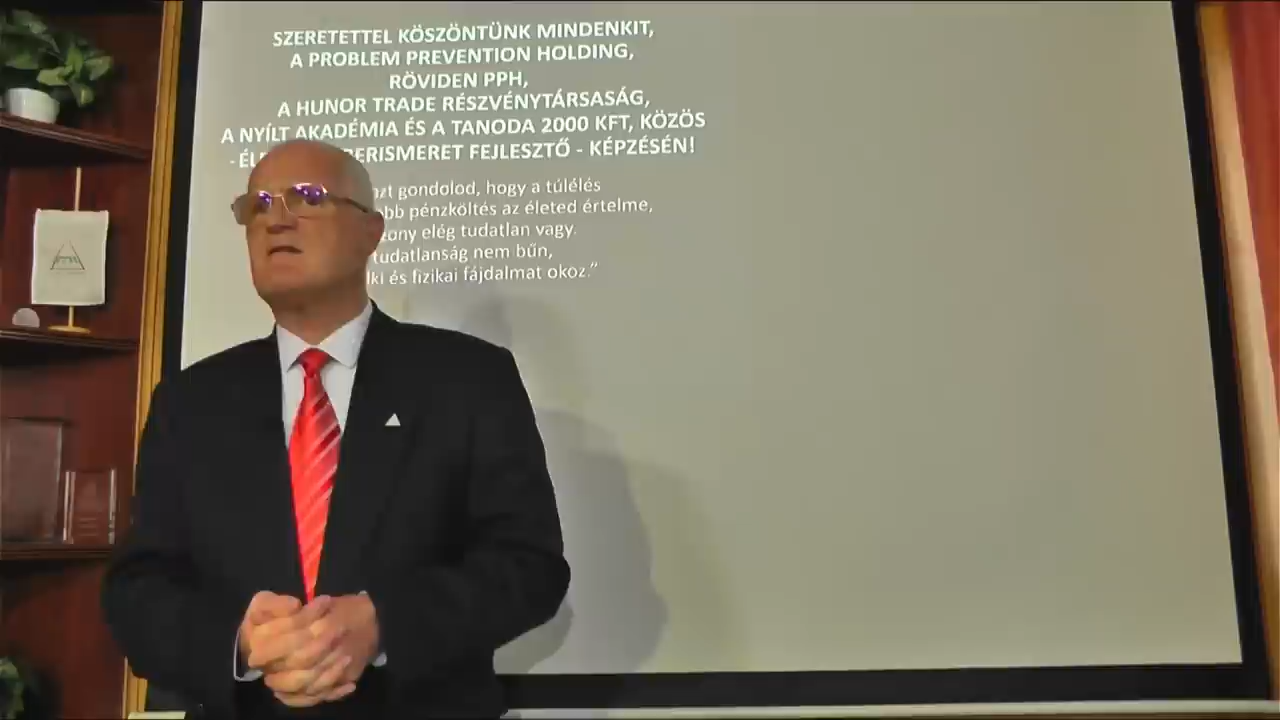 SZERETETTEL KÖSZÖNTÜNK MINDENKIT,
A PROBLEM PREVENTION HOLDING,
RÖVIDEN PPH,
A HUNOR TRADE RÉSZVÉNYTÁRSASÁG,
A NYÍLT AKADÉMIA ÉS A TANODA 2000 KFT, KÖZÖS
FEJLESZTŐ - KÉPZÉSÉN!
gondolod, hogy a túlélés
pénzköltés az életed értelme,
elég tudatlan vagy.
tudatlanság nem bűn,
és fizikai fájdalmat okoz.”